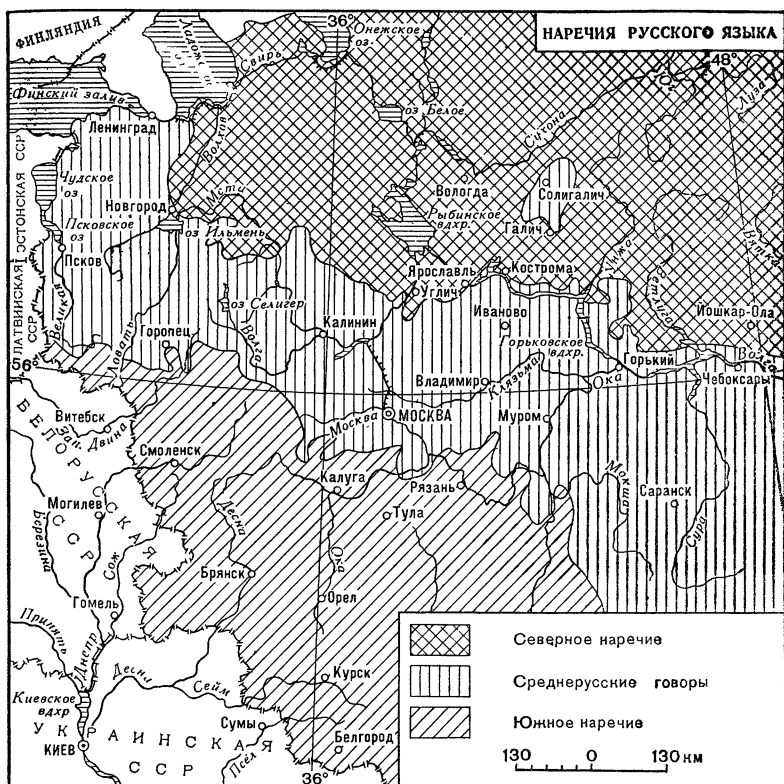 НАРЕЧИЯ РУССКОГО ЯЗЫКА
36°
48°
ФИНЛЯНДИЯ
Ладожс
оз
Онежское
оз.
Свирь
Финский залив
оз Белое
Сухона
Луза
Ленинград
Волхов
ЭСТОНСКАЯ ССР
Чудское
оз
Вологда
Солигалич
Новгород
Мста
Рыбинское
вдхр.
Галич
Псковское
оз
оз Ильмень
Унжа
Ветлуга
Вятка
Псков
Ярославль
Кострома
Углич
ЛАТВИЙСКАЯ
ССР
Великая
оз Селигер
Иваново
Йошкар-Ола
Ловать
Торопец
Волга
Калинин
Горьковское
вдхр.
Горький
Волга
56°
Владимир
Клязьма
Ока
Чебоксары
Витебск
Зап. Двина
Москва
МОСКВА
Муром
БЕЛОРУССКАЯ
ССР
Смоленск
Мокша
Калуга
Рязань
Саранск
Могилев
Десна
Тула
Сура
Березина
Сож
Ока
Брянск
Гомель
Орел
Припять
Днепр
Десна
Сейм
Курск
Киевское
вдхр
УКРАИНСКАЯ
ССР
Сумы
КИЕВ
Псёл
Белгород
36°
Северное наречие
Среднерусские говоры
Южное наречие
130 0 130 км